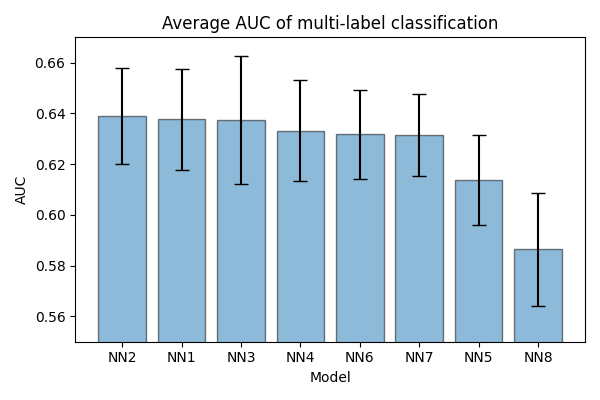 Average AUC of multi-label classification
AUC
0.66
0.64
0.62
0.60
0.58
0.56
NN2 NN1 NN3 NN4 NN6 NN7 NN5 NN8
Model